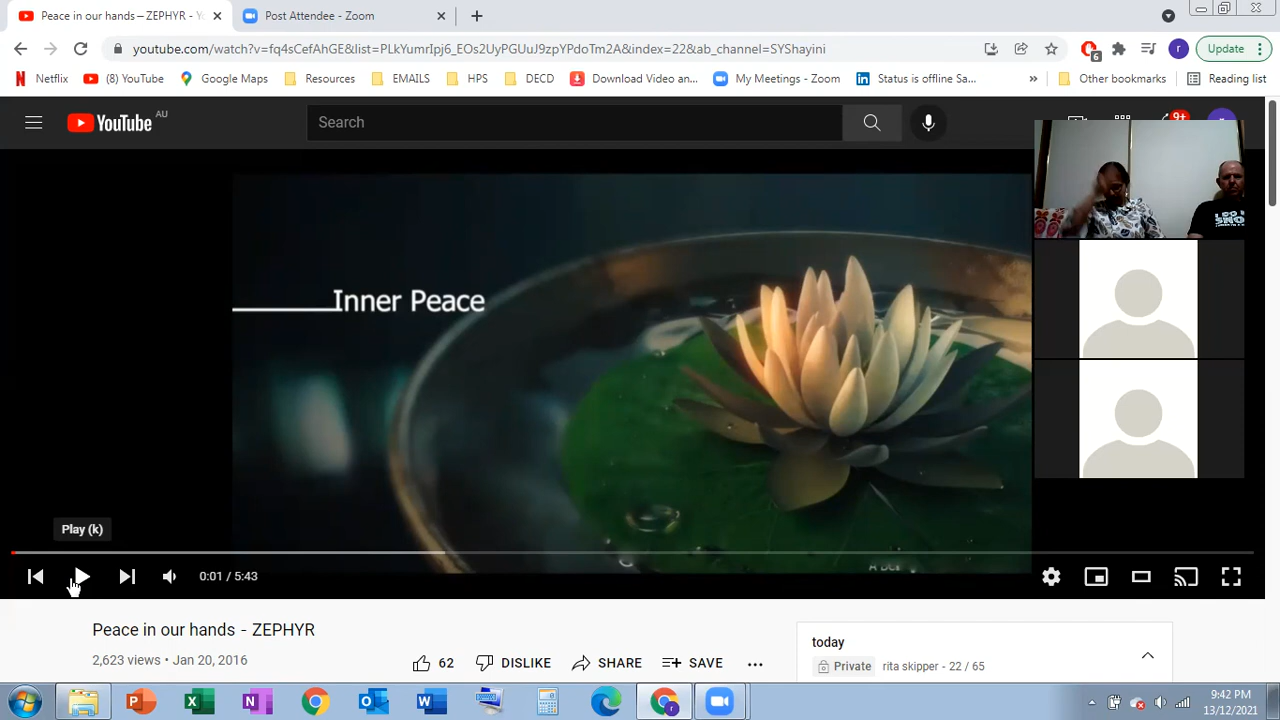 Peace in our hands – ZEPHYR - Y
Post Attendee - Zoom
youtube.com/watch?v=fq4sCefAhGE&list=PLkYumrIpj6_EOs2UyPGUuJ9zpYPdoTm2A&index=22&ab_channel=SYShayini
6
r
Update
Netflix
(8) YouTube
Google Maps
Resources
EMAILS
HPS
DECD
Download Video an...
My Meetings - Zoom
Status is offline Sa...
»
Other bookmarks
Reading list
YouTube AU
Search
9+
Inner Peace
Play (k)
0:01 / 5:43
Peace in our hands - ZEPHYR
2,623 views • Jan 20, 2016
62
DISLIKE
SHARE
SAVE
...
today
Private
rita skipper - 22 / 65
9:42 PM
13/12/2021